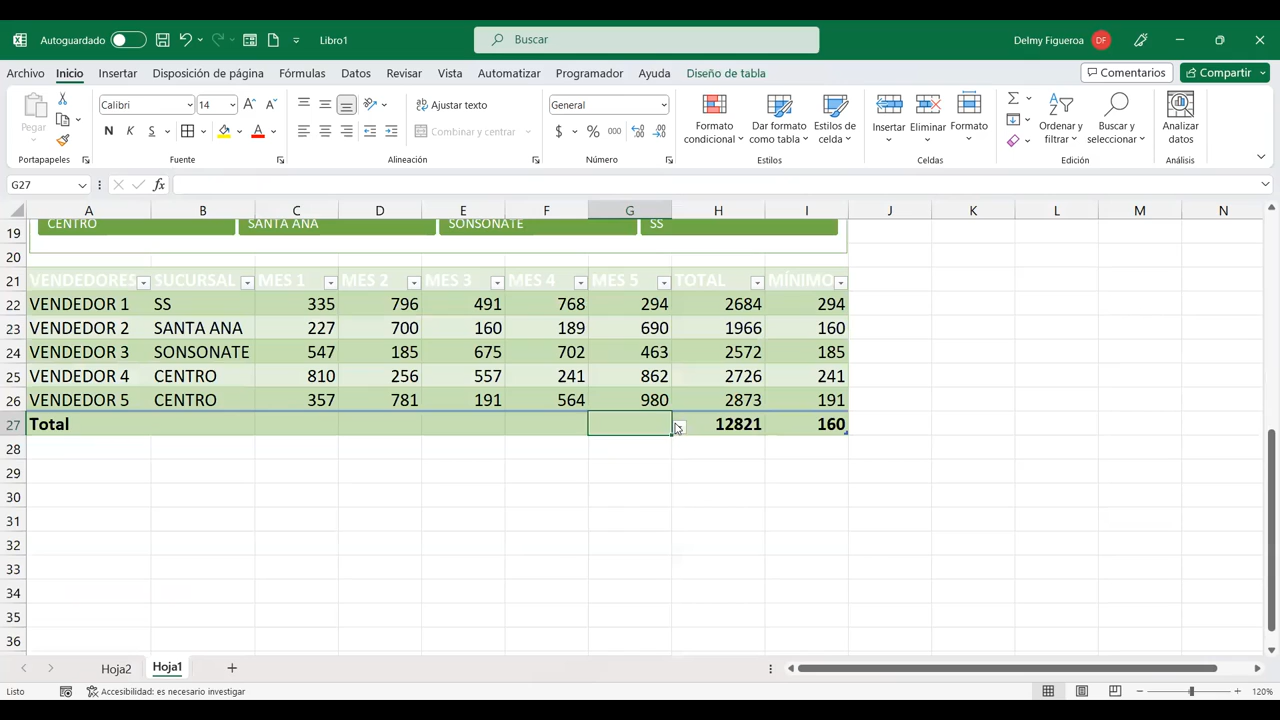 Autoguardado
Libro1
Buscar
Delmy Figueroa
DF
Archivo Inicio Insertar Disposición de página Fórmulas Datos Revisar Vista Automatizar Programador Ayuda Diseño de tabla
Comentarios
Compartir
Pegar
Portapapeles
Calibri
14
N K S
Fuente
Ajustar texto
Combinar y centrar
Alineación
General
$ % 000
Número
Formato condicional
Dar formato como tabla
Estilos de celda
Estilos
Insertar
Eliminar
Formato
Celdas
Ordenar y filtrar
Buscar y seleccionar
Edición
Analizar datos
Análisis
G27
fx
A B C D E F G H I J K L M N
19 CENTRO SANTA ANA SONSONATE SS
20
21 VENDEDORES SUCURSAL MES 1 MES 2 MES 3 MES 4 MES 5 TOTAL MÍNIMO
22 VENDEDOR 1 SS 335 796 491 768 294 2684 294
23 VENDEDOR 2 SANTA ANA 227 700 160 189 690 1966 160
24 VENDEDOR 3 SONSONATE 547 185 675 702 463 2572 185
25 VENDEDOR 4 CENTRO 810 256 557 241 862 2726 241
26 VENDEDOR 5 CENTRO 357 781 191 564 980 2873 191
27 Total 12821 160
28
29
30
31
32
33
34
35
36
Hoja2 Hoja1
Listo
Accesibilidad: es necesario investigar
120%